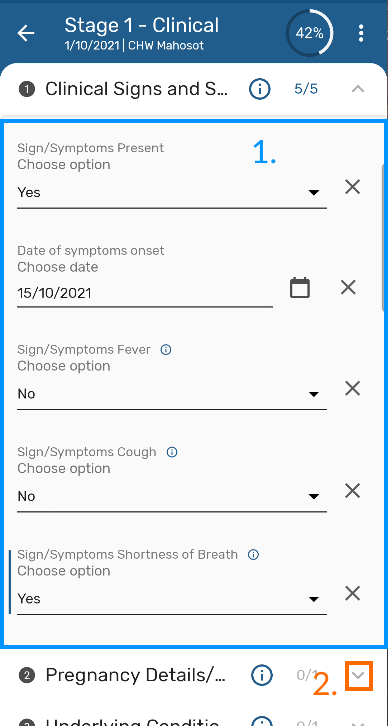 Stage 1 - Clinical
1/10/2021 | CHW Mahosot
42%
1 Clinical Signs and S... 5/5
1.
Sign/Symptoms Present
Choose option
Yes
Date of symptoms onset
Choose date
15/10/2021
Sign/Symptoms Fever
Choose option
No
Sign/Symptoms Cough
Choose option
No
Sign/Symptoms Shortness of Breath
Choose option
Yes
2 Pregnancy Details/... 0/1
2.
Underlying Conditio...